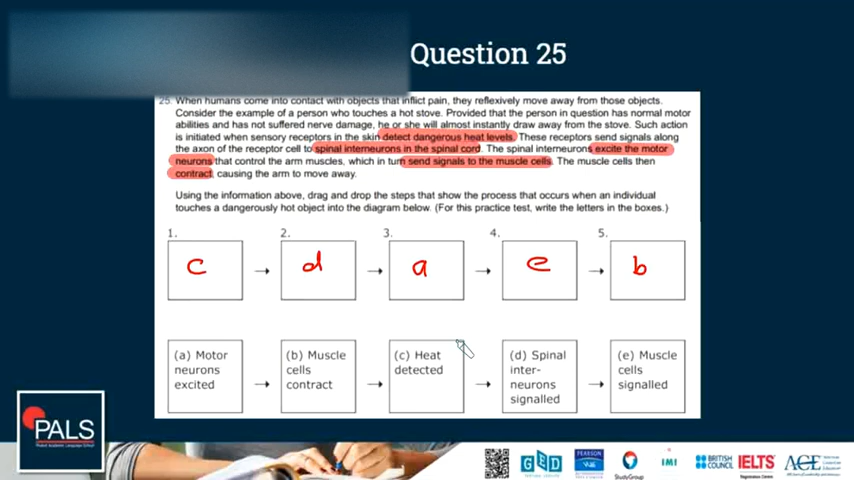 Question 25
25. When humans come into contact with objects that inflict pain, they reflexively move away from those objects.
Consider the example of a person who touches a hot stove. Provided that the person in question has normal motor
abilities and has not suffered nerve damage, he or she will almost instantly draw away from the stove. Such action
is initiated when sensory receptors in the skin detect dangerous heat levels. These receptors send signals along
the axon of the receptor cell to spinal interneurons in the spinal cord. The spinal interneurons excite the motor
neurons that control the arm muscles, which in turn send signals to the muscle cells. The muscle cells then
contract, causing the arm to move away.
Using the information above, drag and drop the steps that show the process that occurs when an individual
touches a dangerously hot object into the diagram below. (For this practice test, write the letters in the boxes.)
1. 2. 3. 4. 5.
c → d → a → e → b
(a) Motor
neurons
excited
→
(b) Muscle
cells
contract
→
(c) Heat
detected
→
(d) Spinal
inter-
neurons
signalled
→
(e) Muscle
cells
signalled
PALS
GED
PEARSON
VUE
StudyGroup
IMI
BRITISH
COUNCIL
IELTS
ACE